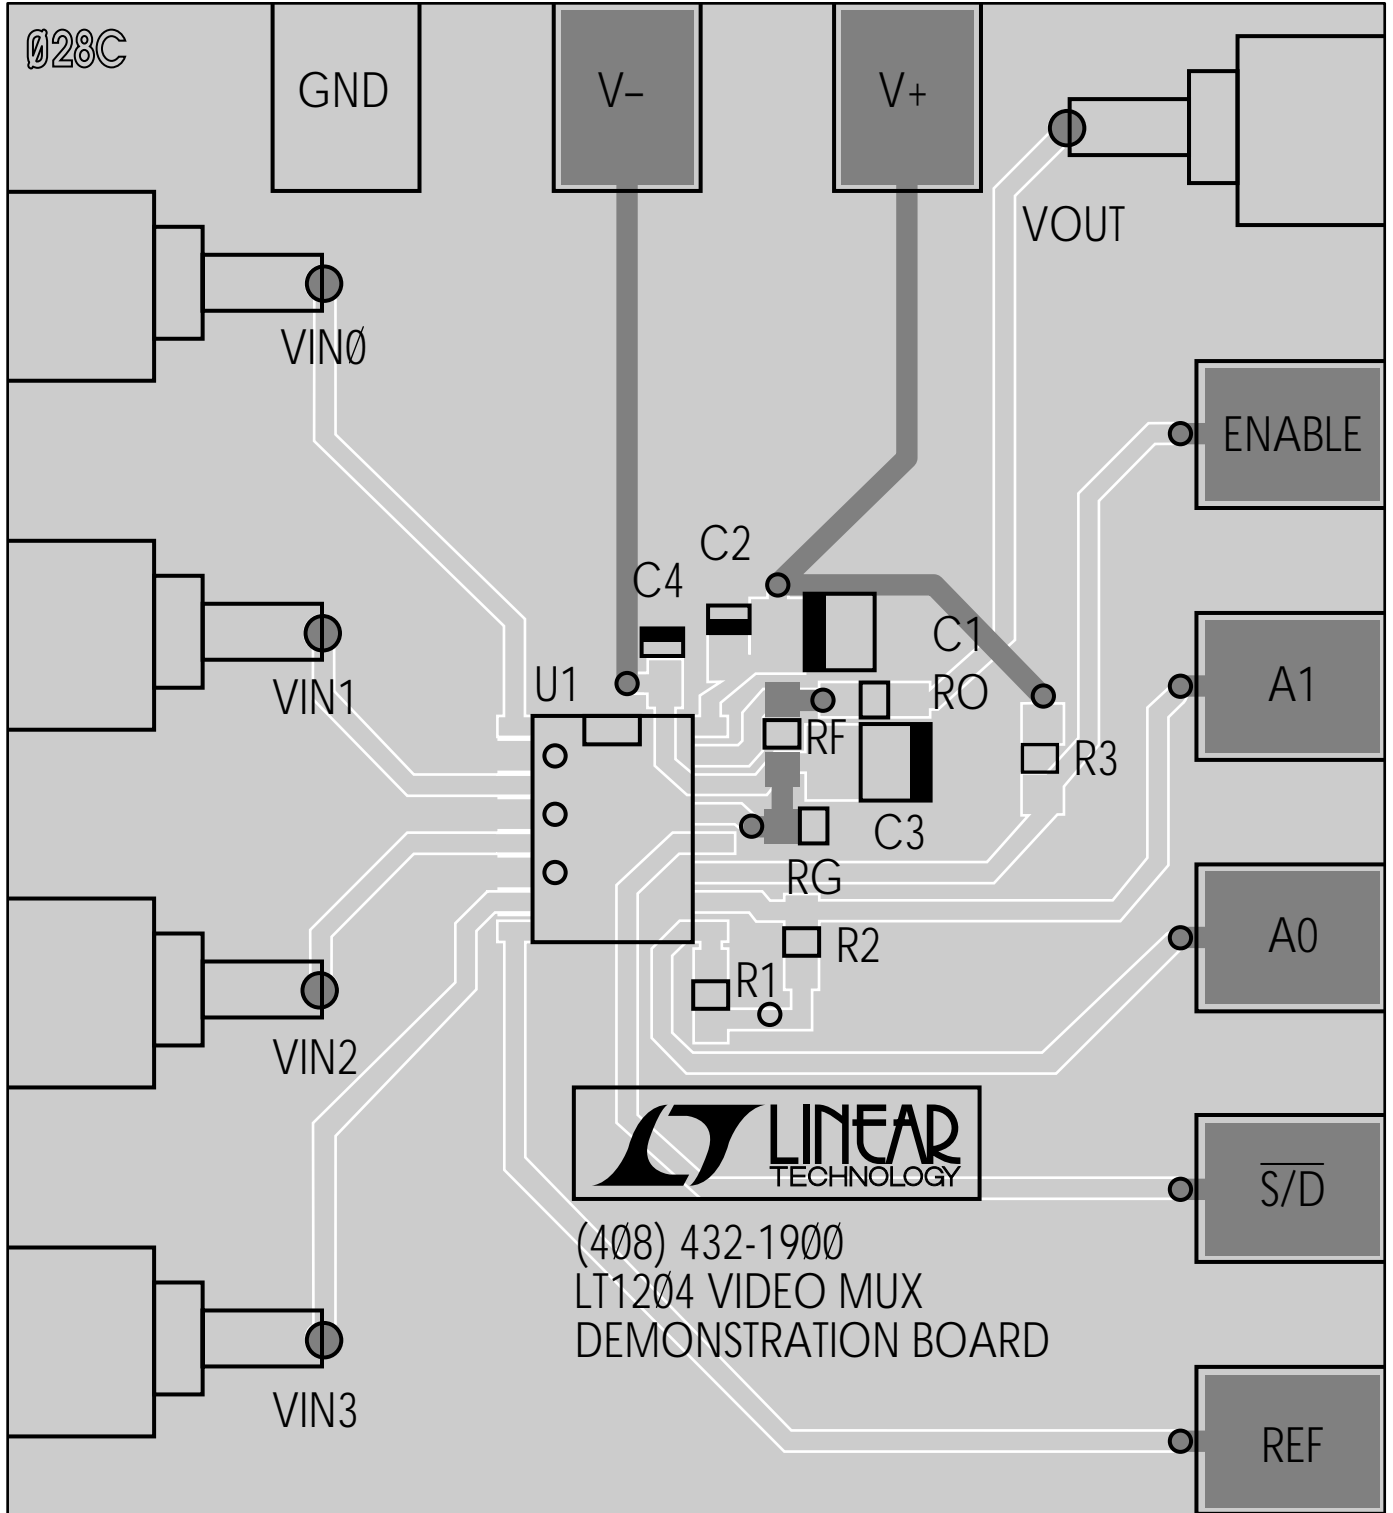 Ø28C
GND
V–
V+
VOUT
VINØ
ENABLE
C2
C4
VIN1
U1
C1
A1
RO
RF
R3
C3
RG
A0
R2
R1
VIN2
S/D
LINEAR
TECHNOLOGY
(4Ø8) 432-19ØØ
LT12Ø4 VIDEO MUX
DEMONSTRATION BOARD
VIN3
REF